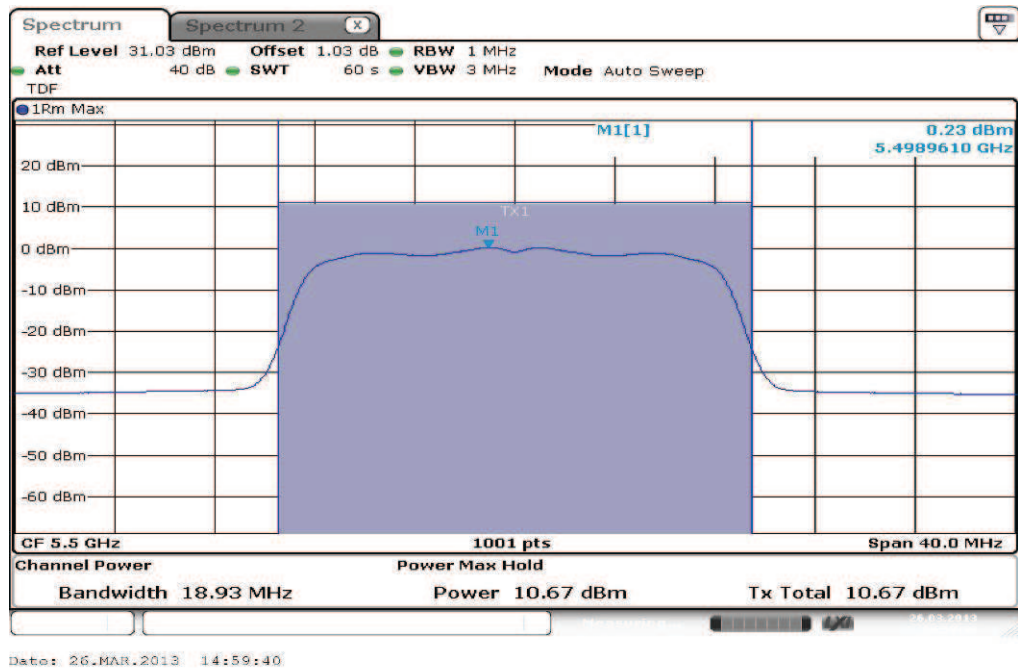 Spectrum Spectrum 2 X
Ref Level 31.03 dBm Offset 1.03 dB RBW 1 MHz
Att 40 dB SWT 60 s VBW 3 MHz Mode Auto Sweep
TDF
1Rm Max
M1[1] 0.23 dBm
5.4989610 GHz
20 dBm
10 dBm
TX1
M1
0 dBm
-10 dBm
-20 dBm
-30 dBm
-40 dBm
-50 dBm
-60 dBm
CF 5.5 GHz 1001 pts Span 40.0 MHz
Channel Power Power Max Hold
Bandwidth 18.93 MHz Power 10.67 dBm Tx Total 10.67 dBm
26.03.2013
Date: 26.MAR.2013 14:59:40